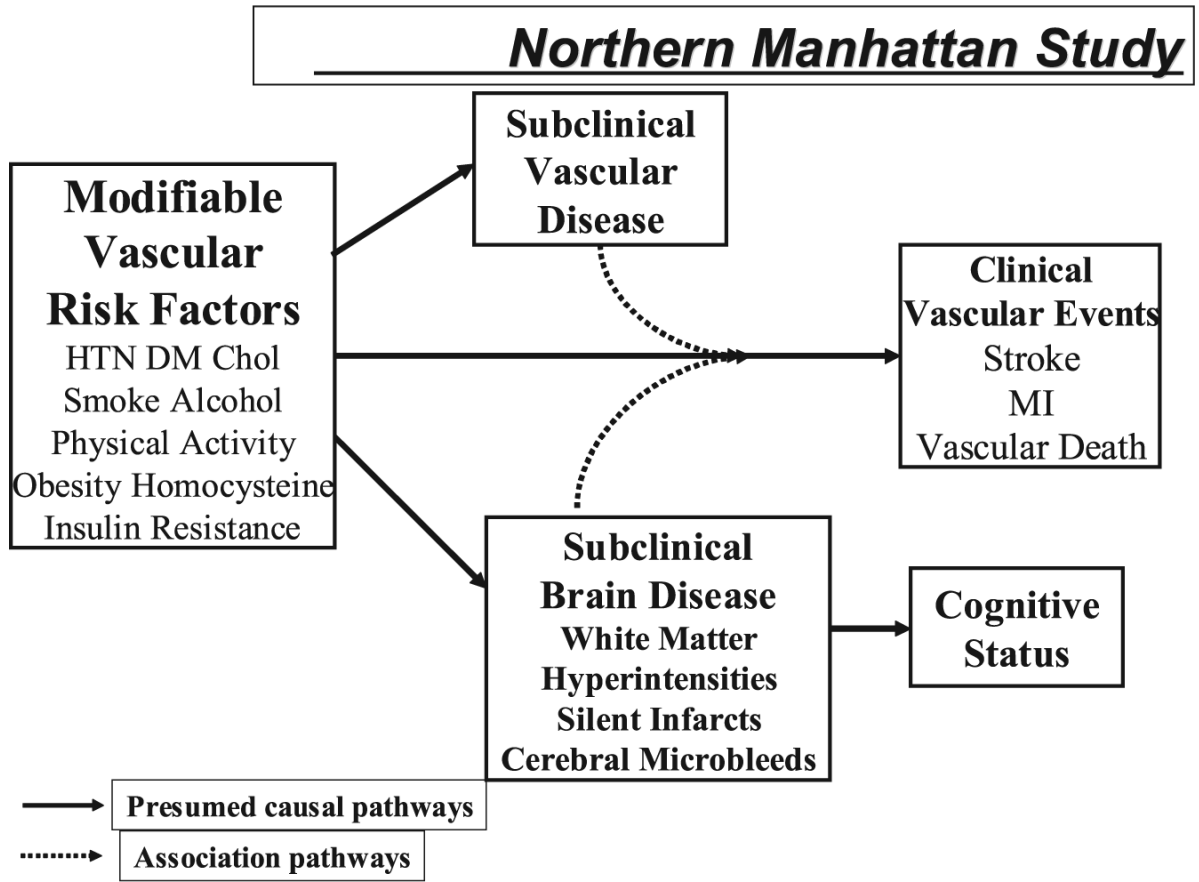 Northern Manhattan Study
Subclinical
Vascular
Disease
Modifiable
Vascular
Risk Factors
HTN DM Chol
Smoke Alcohol
Physical Activity
Obesity Homocysteine
Insulin Resistance
Clinical
Vascular Events
Stroke
MI
Vascular Death
Subclinical
Brain Disease
White Matter
Hyperintensities
Silent Infarcts
Cerebral Microbleeds
Cognitive
Status
Presumed causal pathways
Association pathways